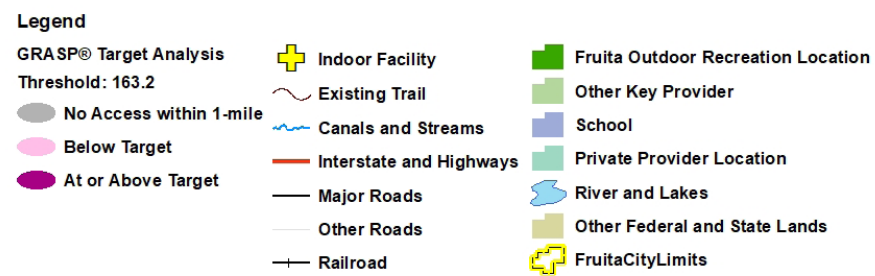 Legend
GRASP® Target Analysis
Threshold: 163.2
No Access within 1-mile
Below Target
At or Above Target
Indoor Facility
Existing Trail
Canals and Streams
Interstate and Highways
Major Roads
Other Roads
Railroad
Fruita Outdoor Recreation Location
Other Key Provider
School
Private Provider Location
River and Lakes
Other Federal and State Lands
FruitaCityLimits